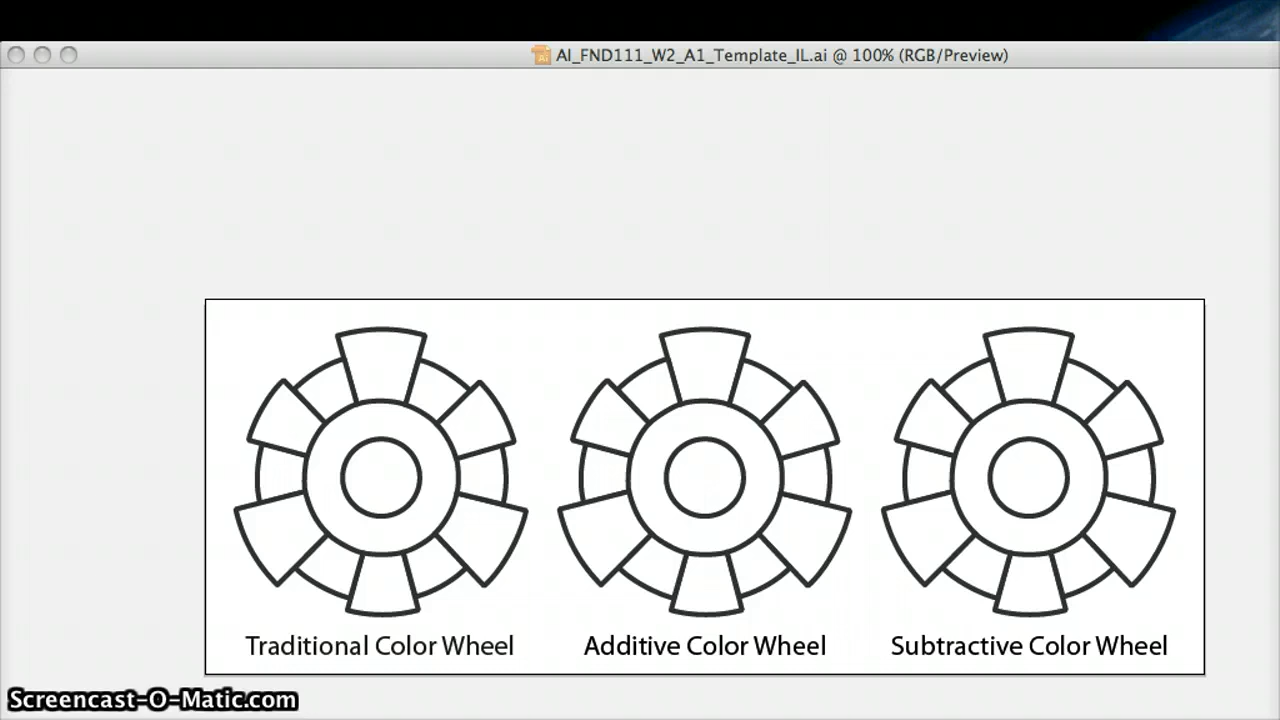 AI_FND111_W2_A1_Template_IL.ai @ 100% (RGB/Preview)
Traditional Color Wheel
Additive Color Wheel
Subtractive Color Wheel
Screencast-O-Matic.com